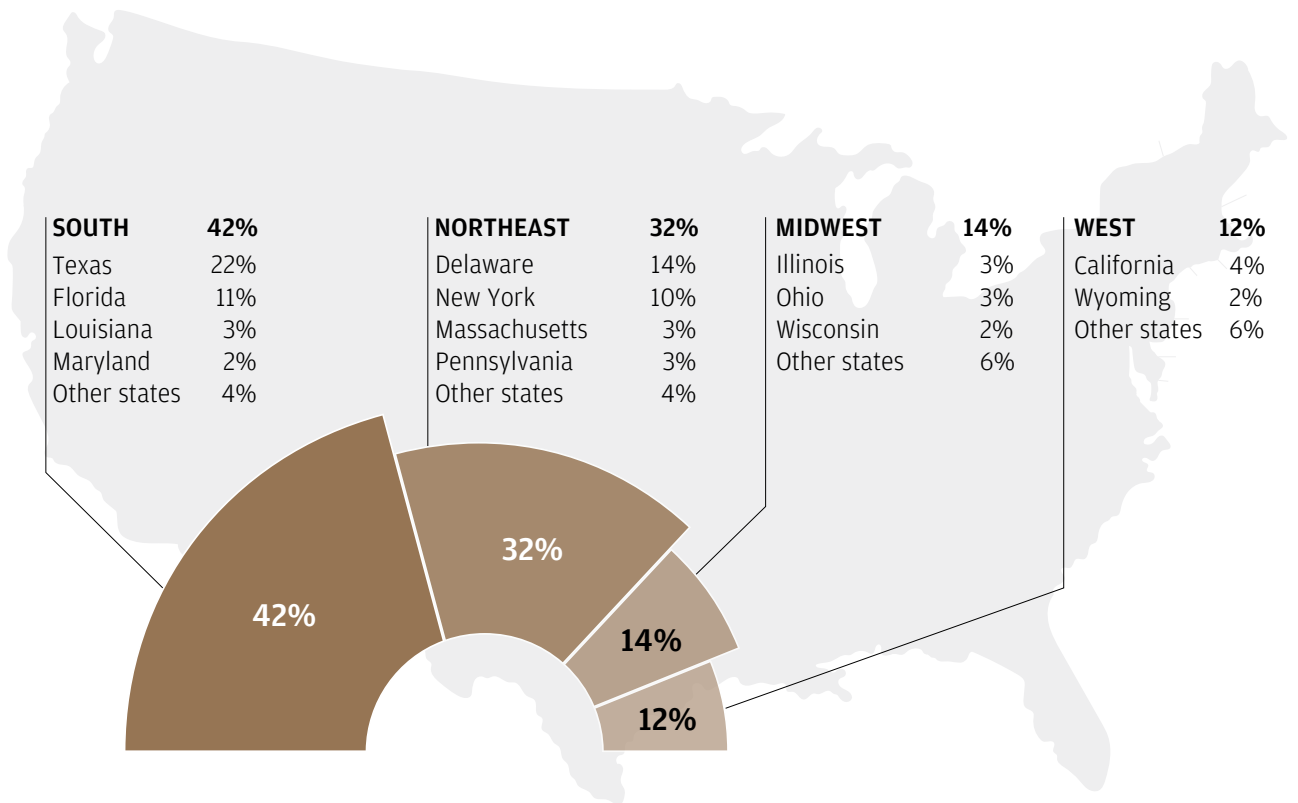 SOUTH 42%
Texas 22%
Florida 11%
Louisiana 3%
Maryland 2%
Other states 4%
NORTHEAST 32%
Delaware 14%
New York 10%
Massachusetts 3%
Pennsylvania 3%
Other states 4%
MIDWEST 14%
Illinois 3%
Ohio 3%
Wisconsin 2%
Other states 6%
WEST 12%
California 4%
Wyoming 2%
Other states 6%
42%
32%
14%
12%